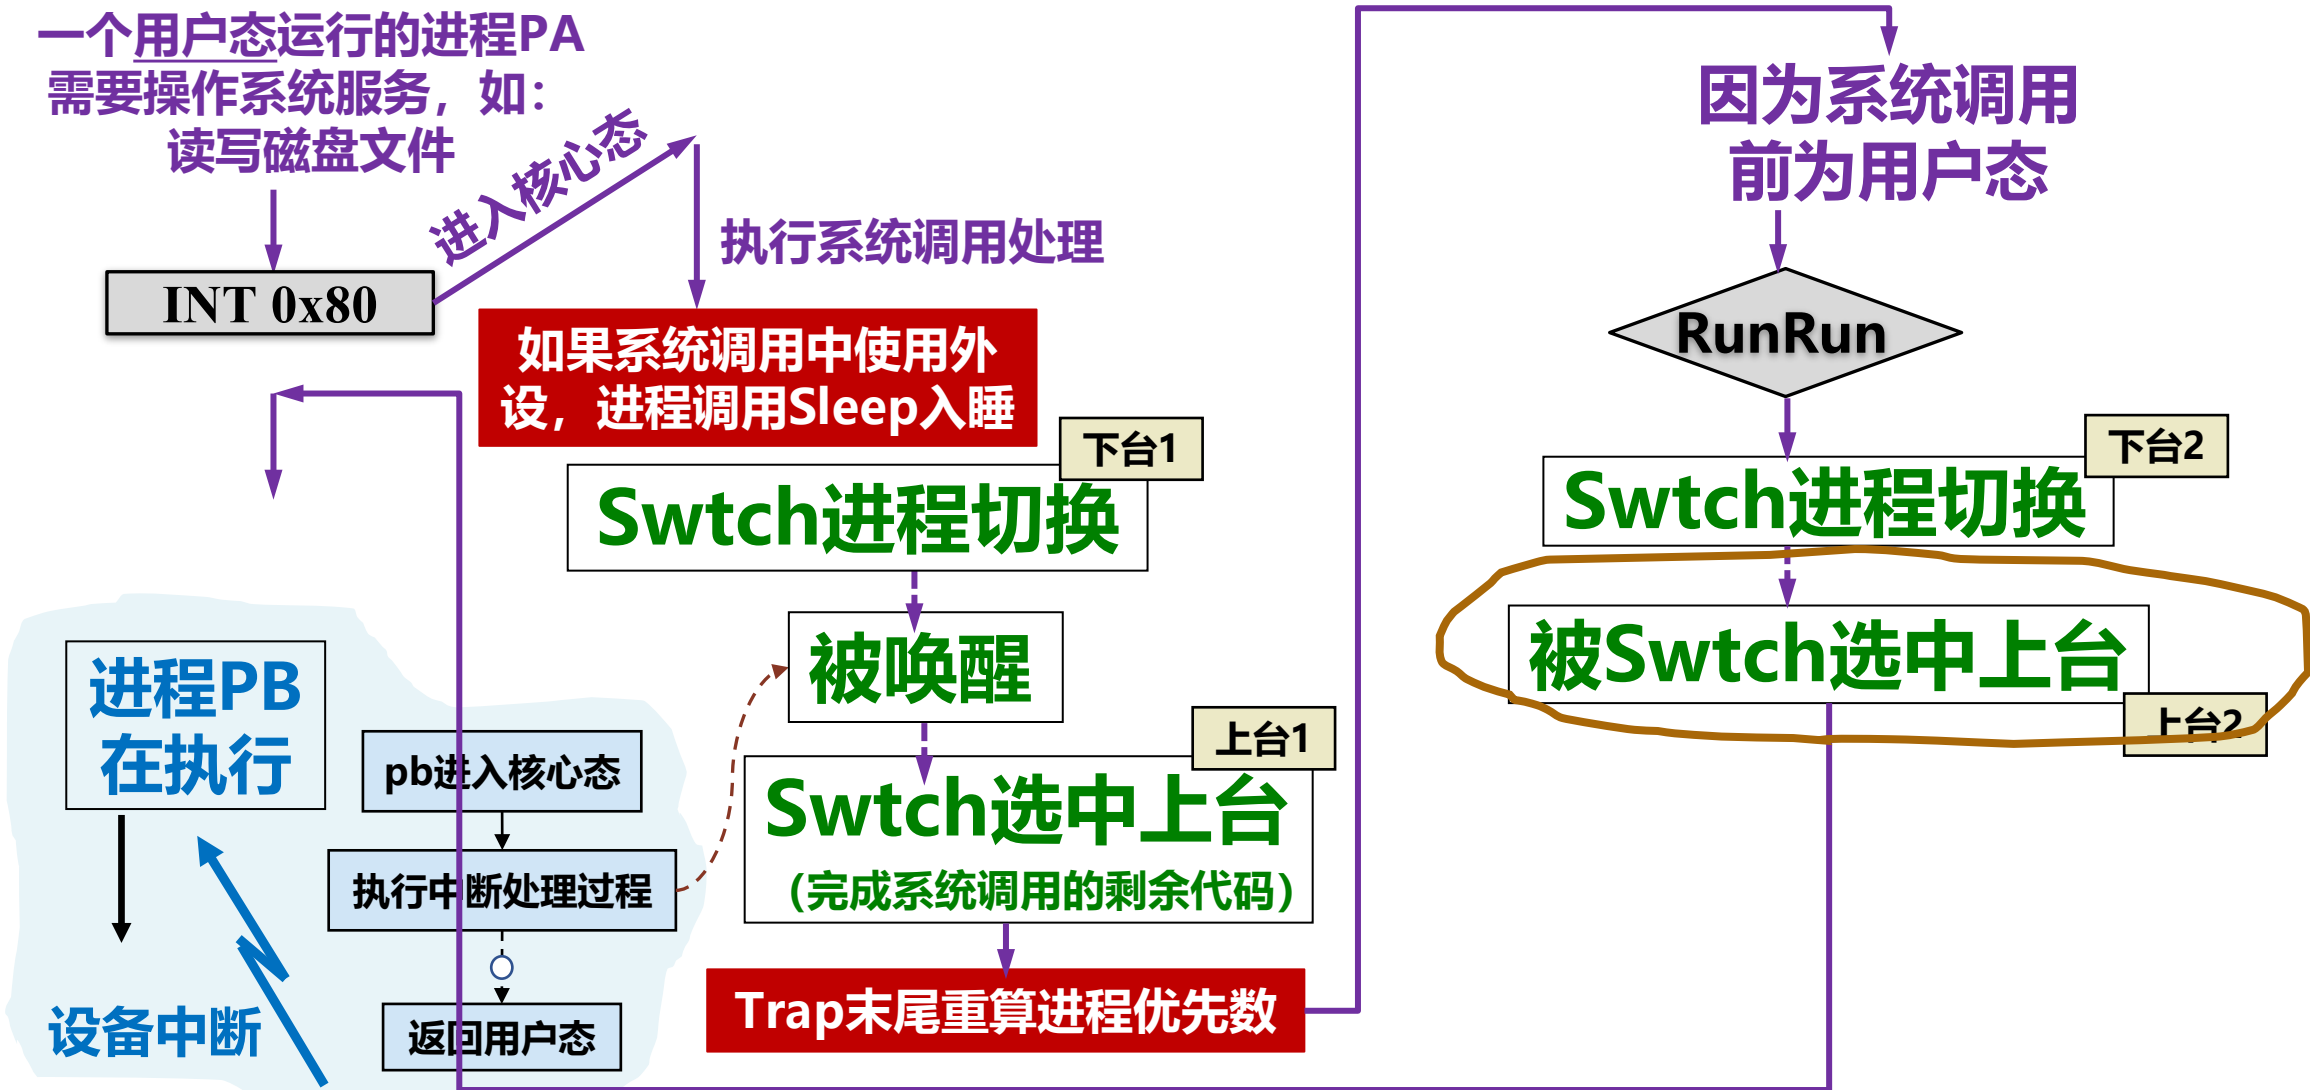 一个用户态运行的进程PA
需要操作系统服务，如：
读写磁盘文件
INT 0x80
进入核心态
执行系统调用处理
如果系统调用中使用外
设，进程调用Sleep入睡
下台1
Swtch进程切换
被唤醒
上台1
Swtch选中上台
（完成系统调用的剩余代码）
Trap末尾重算进程优先数
进程PB
在执行
设备中断
pb进入核心态
执行中断处理过程
返回用户态
因为系统调用
前为用户态
RunRun
下台2
Swtch进程切换
被Swtch选中上台
上台2